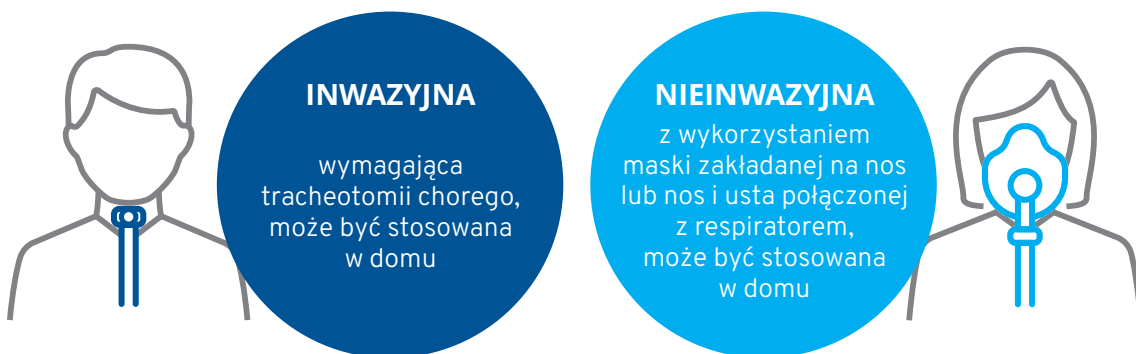 INWAZYJNA
wymagająca
tracheotomii chorego,
może być stosowana
w domu
NIEINWAZYJNA
z wykorzystaniem
maski zakładanej na nos
lub nos i usta połączonej
z respiratorem,
może być stosowana
w domu